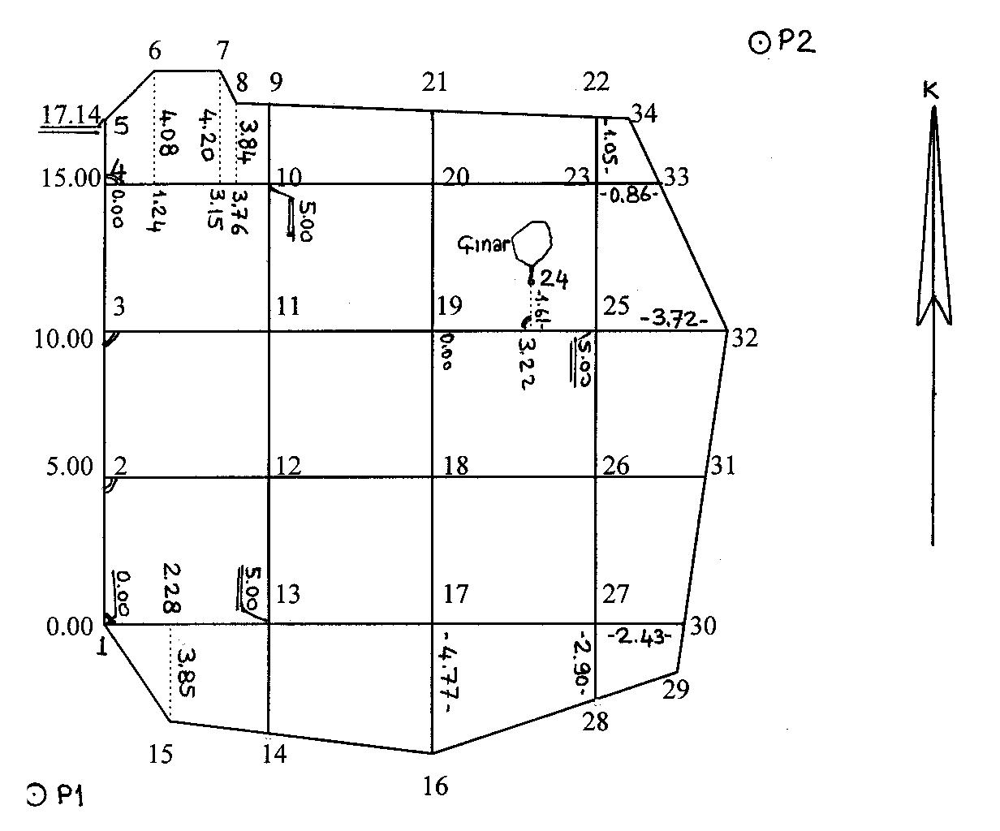 P2
6 7
8 9 21 22
K
17.14 5 34
4.08 4.20 3.84 -1.05-
4
15.00 10 20 23 33
0.00 1.24 3.15 3.76 5.00 -0.86-
Çınar
24
-1.61-
3 11 19 25 -3.72-
10.00 32
0.00 3.22 5.00
5.00 2 12 18 26 31
0.00 2.28 5.00 13 17 27
0.00 30
1 -2.43-
3.85 -4.77- -2.90-
29
28
15 14
16
P1